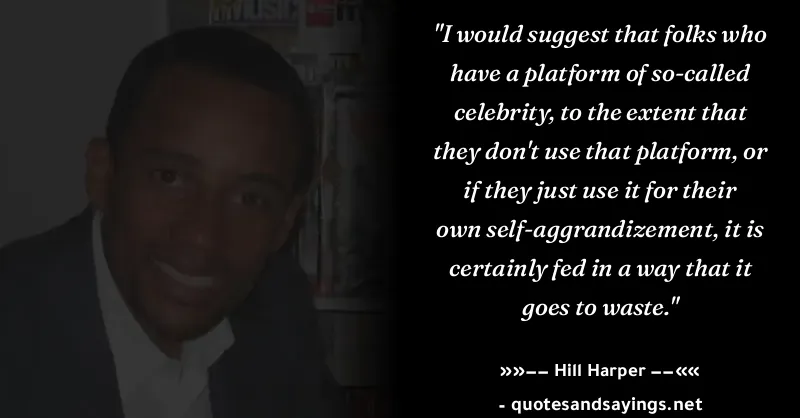 "I would suggest that folks who
have a platform of so-called
celebrity, to the extent that
they don't use that platform, or
if they just use it for their
own self-aggrandizement, it is
certainly fed in a way that it
goes to waste."
»»–– Hill Harper ––««
- quotesandsayings.net